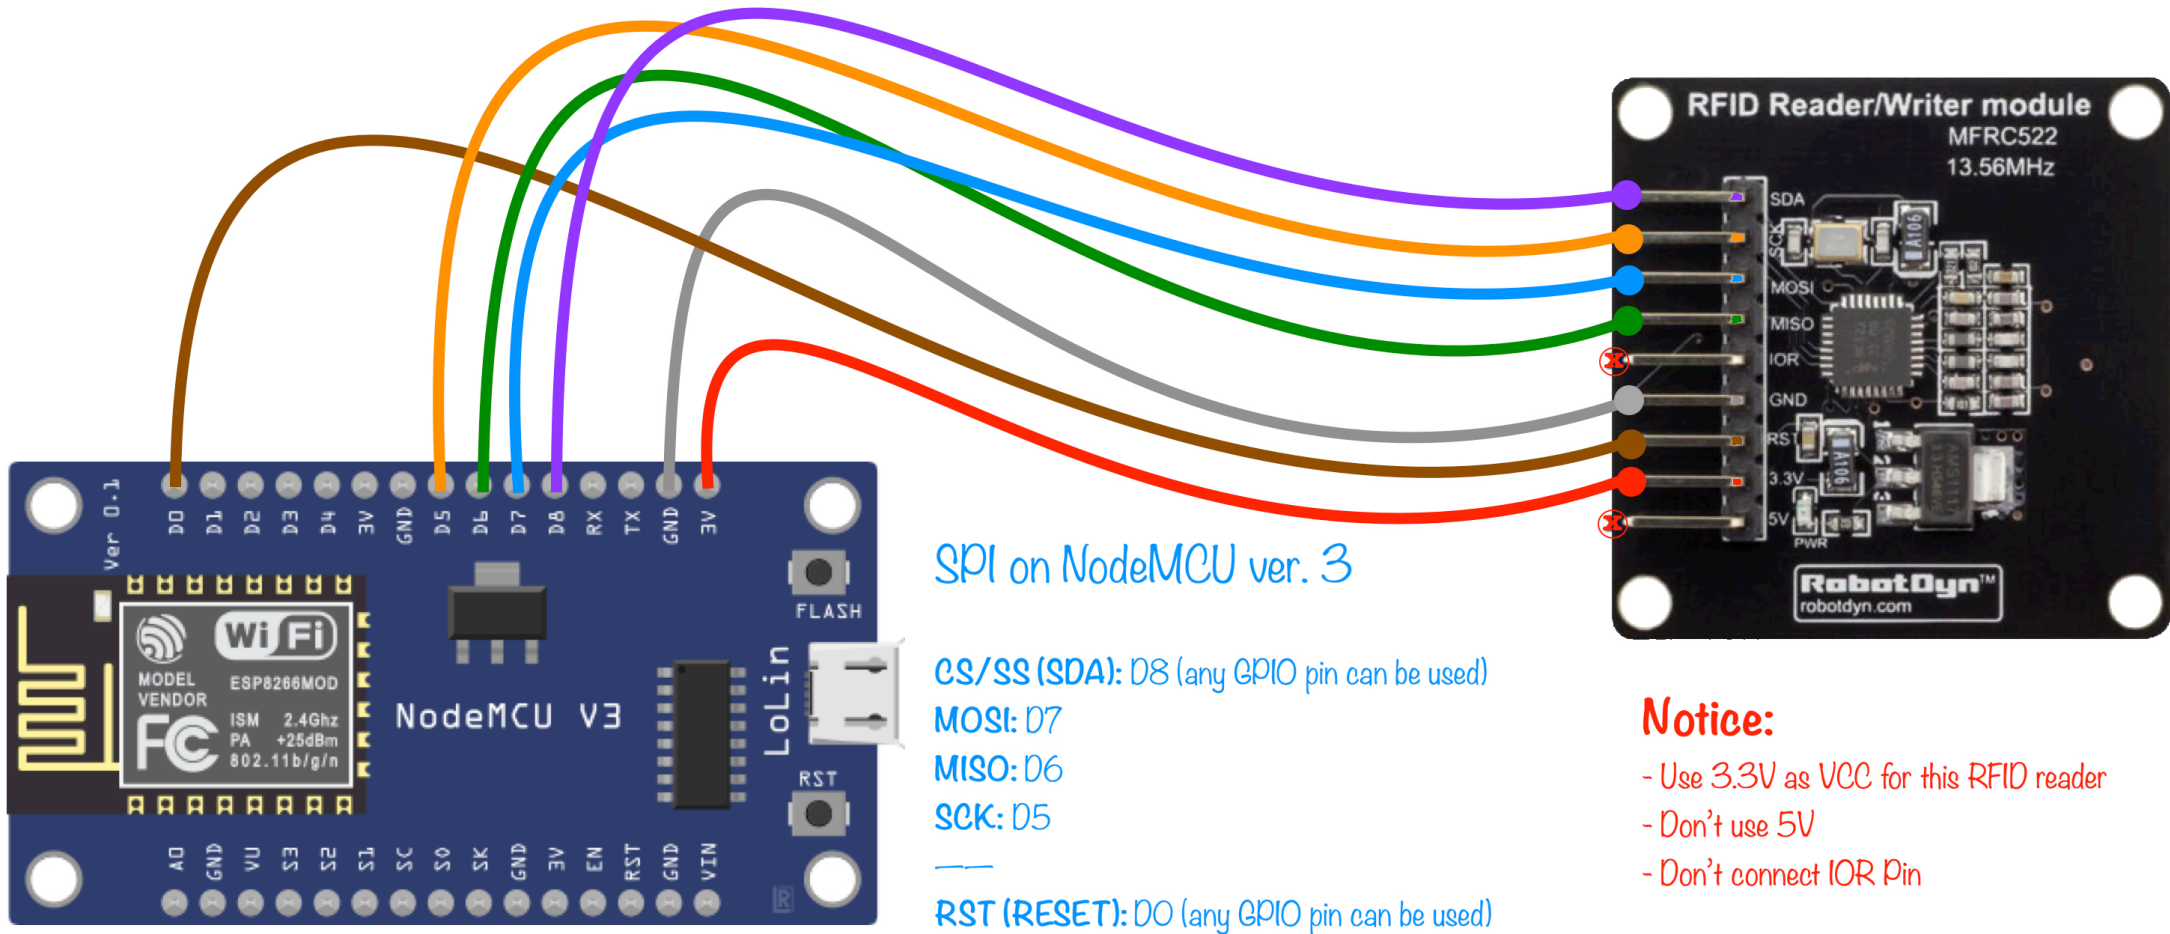 RFID Reader/Writer module
MFRC522
13.56MHz
SDA
SCK
MOSI
MISO
IOR
GND
RST
3.3V
5V
PWR
A106
A106
RobotDyn™
robotdyn.com
Ver 0.1
D0
D1
D2
D3
D4
3V
GND
D5
D6
D7
D8
RX
TX
GND
3V
FLASH
WiFi
MODEL
VENDOR
ESP8266MOD
FC
ISM 2.4Ghz
PA +25dBm
802.11b/g/n
NodeMCU V3
LoLin
RST
A0
GND
VU
S3
S2
S1
SC
S0
SK
GND
3V
EN
RST
GND
VIN
R
SPI on NodeMCU ver. 3
CS/SS (SDA): D8 (any GPIO pin can be used)
MOSI: D7
MISO: D6
SCK: D5
——
RST (RESET): D0 (any GPIO pin can be used)
Notice:
- Use 3.3V as VCC for this RFID reader
- Don't use 5V
- Don't connect IOR Pin